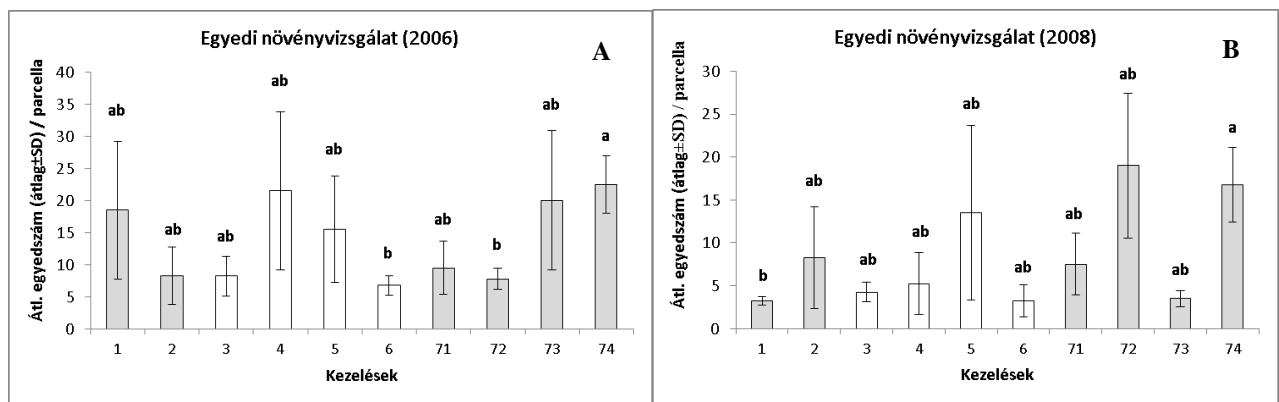 Egyedi növényvizsgálat (2006)
A
Átl. egyedszám (átlag±SD) / parcella
40
35
30
25
20
15
10
5
0
ab
ab
ab
ab
ab
b
ab
b
ab
a
1 2 3 4 5 6 71 72 73 74
Kezelések
Egyedi növényvizsgálat (2008)
B
Átl. egyedszám (átlag±SD) / parcella
30
25
20
15
10
5
0
b
ab
ab
ab
ab
ab
ab
ab
ab
a
1 2 3 4 5 6 71 72 73 74
Kezelések